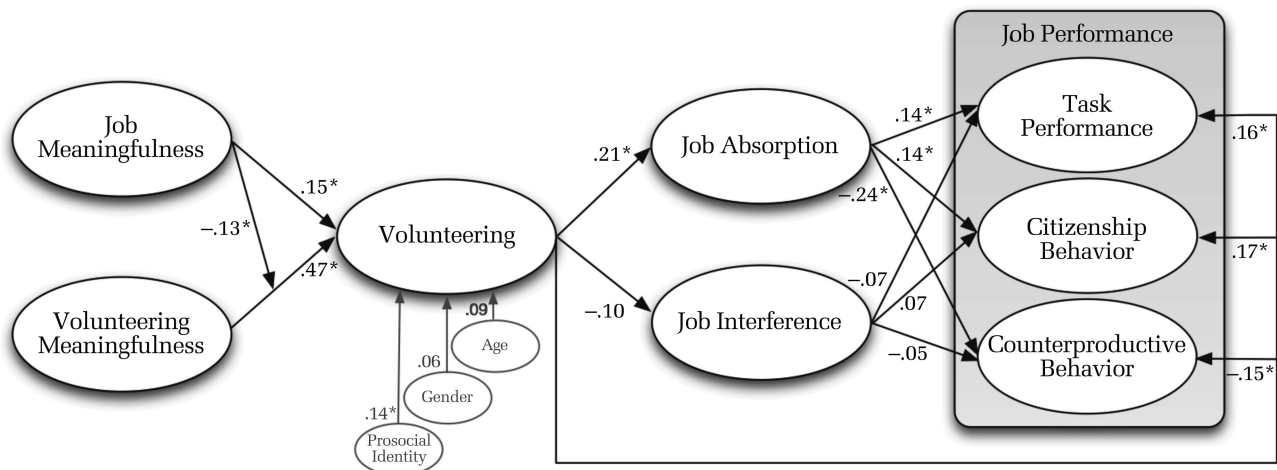 Job Performance
Job
Meaningfulness
Volunteering
Meaningfulness
.15*
–.13*
.47*
Volunteering
.14*
.06
.09
Prosocial
Identity
Gender
Age
.21*
–.10
Job Absorption
Job Interference
.14*
.14*
–.24*
–.07
.07
–.05
Task
Performance
Citizenship
Behavior
Counterproductive
Behavior
.16*
.17*
–.15*